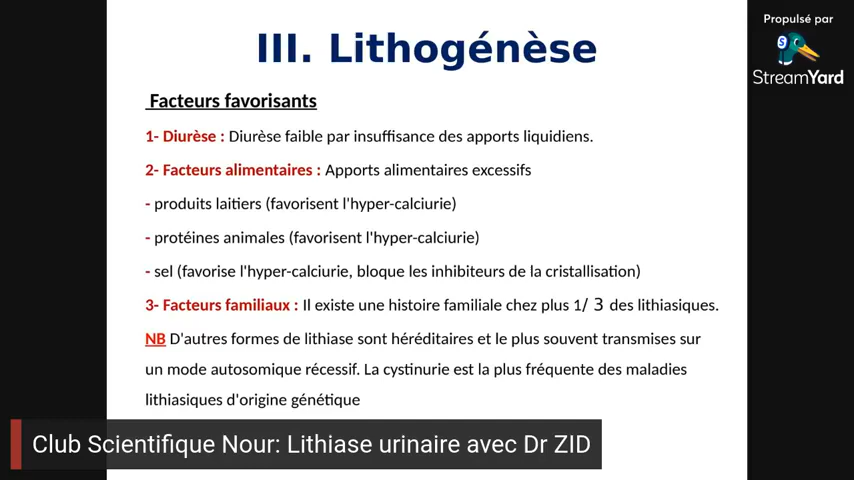 Propulsé par
StreamYard
III. Lithogénèse
Facteurs favorisants
1- Diurèse : Diurèse faible par insuffisance des apports liquidiens.
2- Facteurs alimentaires : Apports alimentaires excessifs
- produits laitiers (favorisent l'hyper-calciurie)
- protéines animales (favorisent l'hyper-calciurie)
- sel (favorise l'hyper-calciurie, bloque les inhibiteurs de la cristallisation)
3- Facteurs familiaux : Il existe une histoire familiale chez plus 1/ 3 des lithiasiques.
NB D'autres formes de lithiase sont héréditaires et le plus souvent transmises sur
un mode autosomique récessif. La cystinurie est la plus fréquente des maladies
lithiasiques d'origine génétique
Club Scientifique Nour: Lithiase urinaire avec Dr ZID